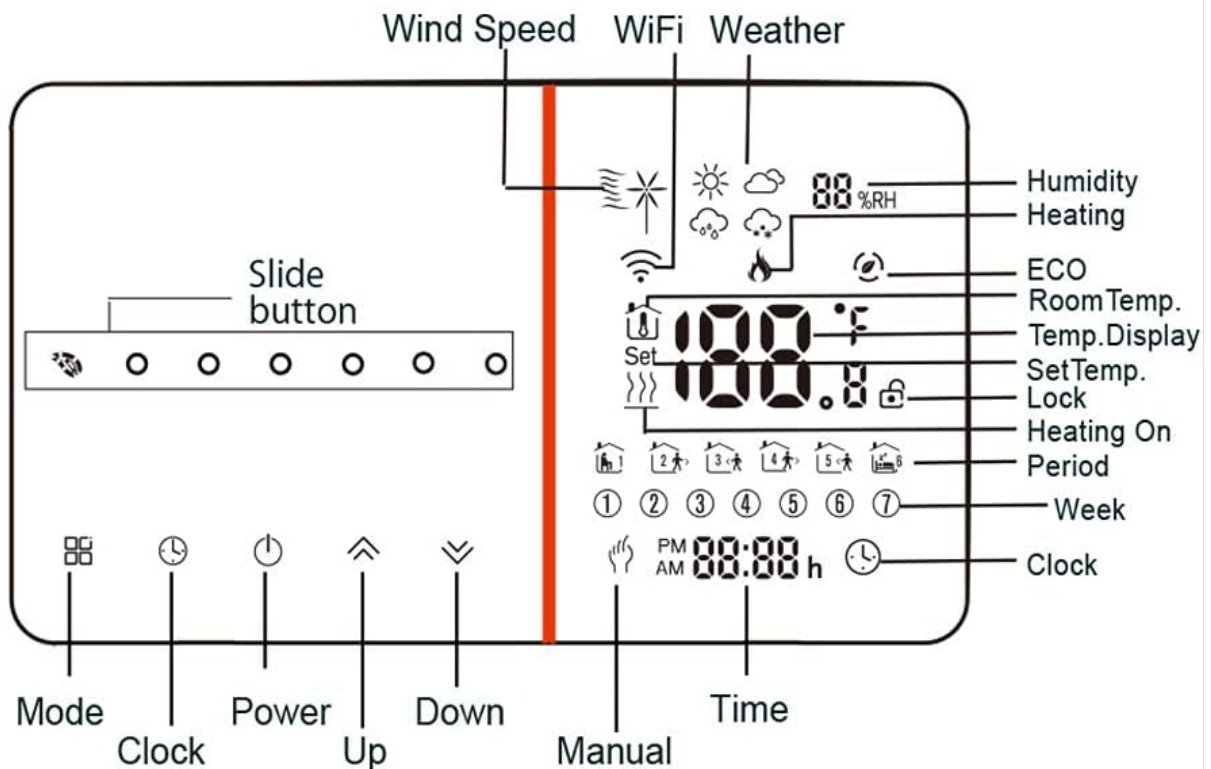 Wind Speed WiFi Weather
88 %RH
Humidity
Heating
ECO
Slide
button
RoomTemp.
188 °F
Temp.Display
Set
SetTemp.
188.8
Lock
Heating On
1 2 3 4 5 6
Period
1 2 3 4 5 6 7
Week
PM
AM
88:88 h
Clock
Mode
Clock
Power
Up
Down
Manual
Time